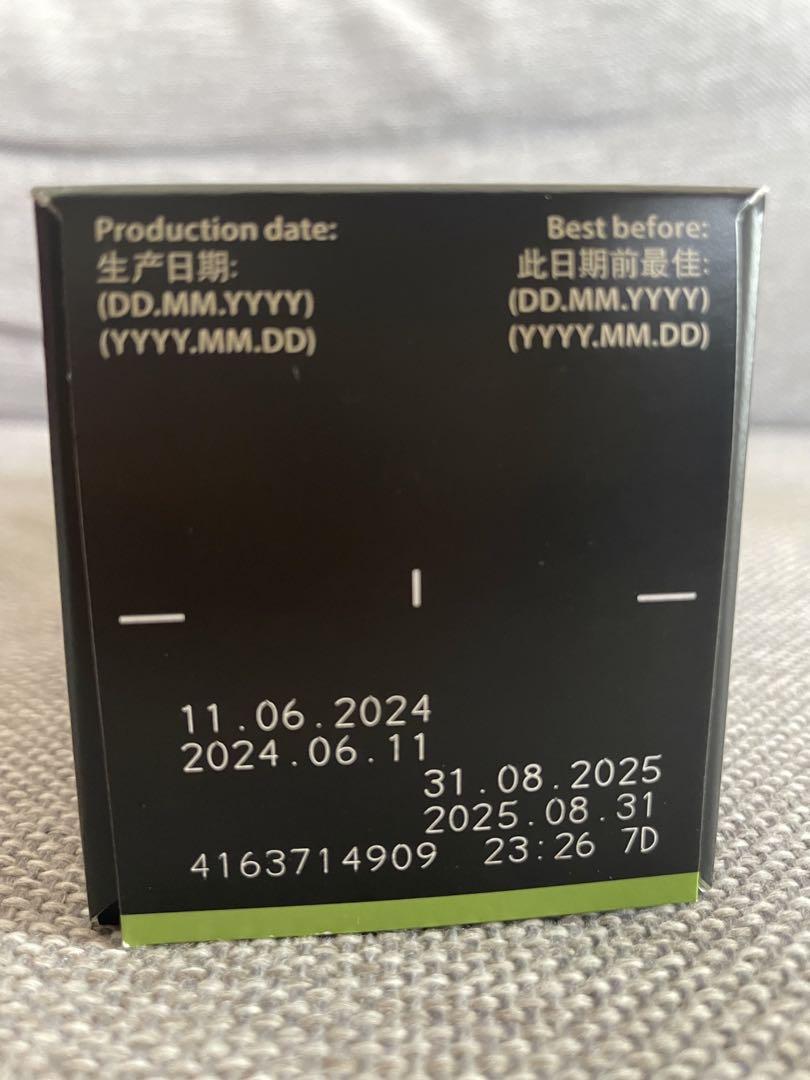 Production date:
生产日期:
(DD.MM.YYYY)
(YYYY.MM.DD)
Best before:
此日期前最佳:
(DD.MM.YYYY)
(YYYY.MM.DD)
11.06.2024
2024.06.11
31.08.2025
2025.08.31
4163714909 23:26 7D